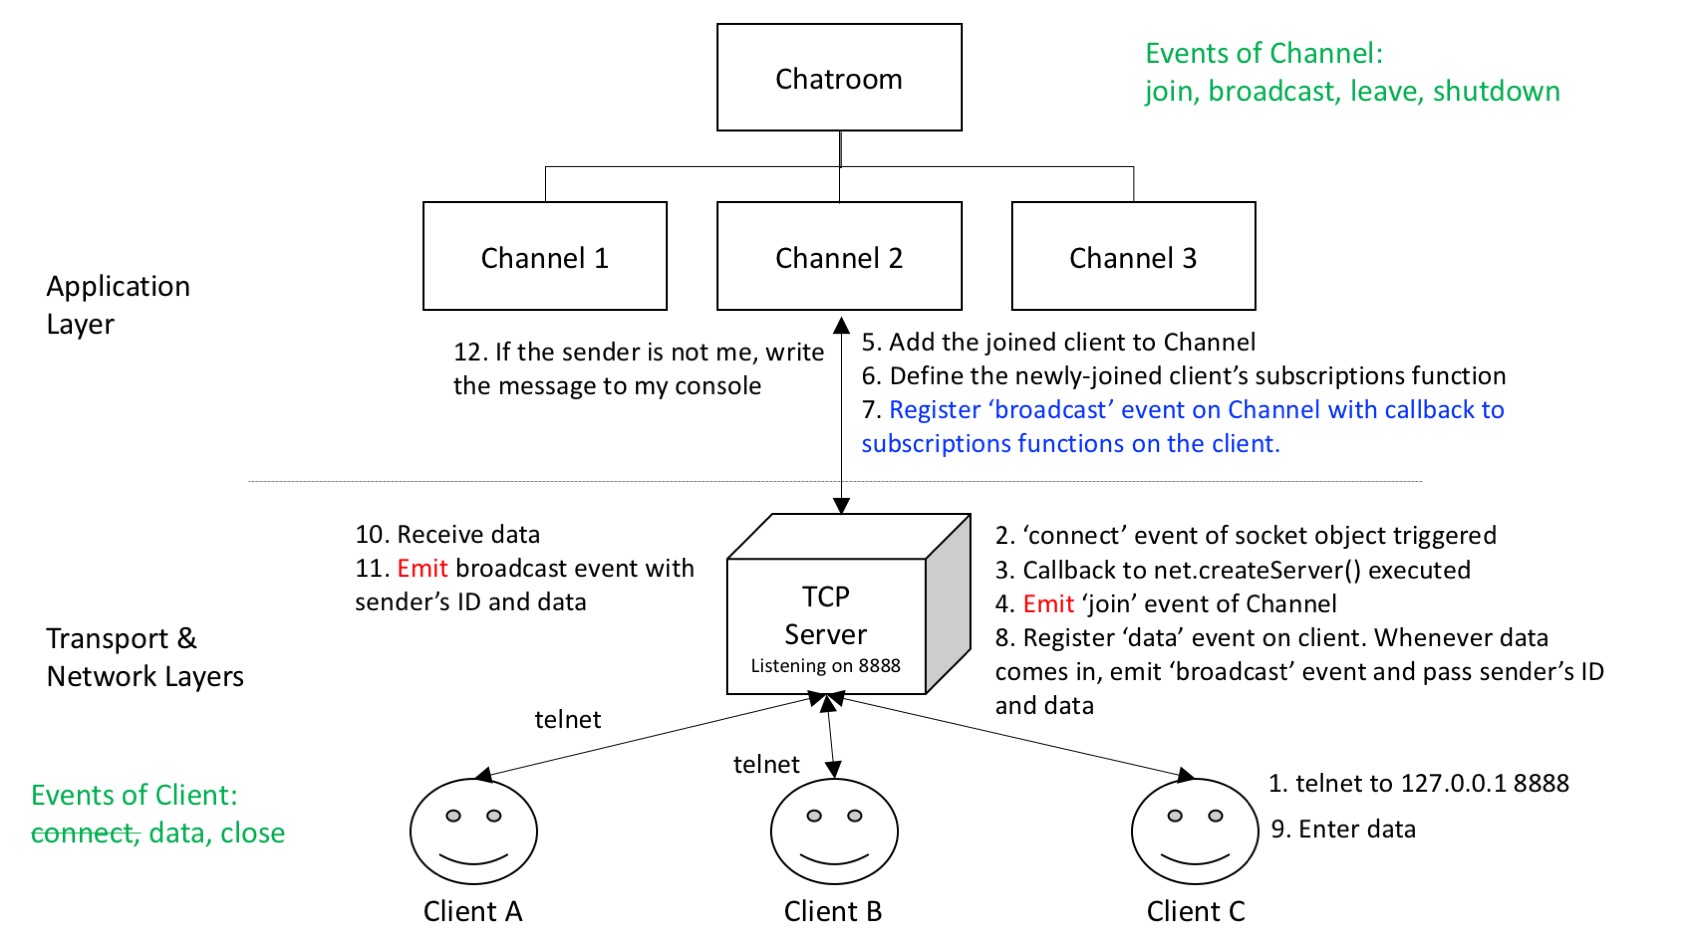 Chatroom
Events of Channel:
join, broadcast, leave, shutdown
Channel 1
Channel 2
Channel 3
Application
Layer
12. If the sender is not me, write
the message to my console
5. Add the joined client to Channel
6. Define the newly-joined client’s subscriptions function
7. Register ‘broadcast’ event on Channel with callback to
subscriptions functions on the client.
10. Receive data
11. Emit broadcast event with
sender’s ID and data
TCP
Server
Listening on 8888
2. ‘connect’ event of socket object triggered
3. Callback to net.createServer() executed
4. Emit ‘join’ event of Channel
8. Register ‘data’ event on client. Whenever data
comes in, emit ‘broadcast’ event and pass sender’s ID
and data
Transport &
Network Layers
telnet
telnet
Events of Client:
connect, data, close
1. telnet to 127.0.0.1 8888
9. Enter data
Client A
Client B
Client C